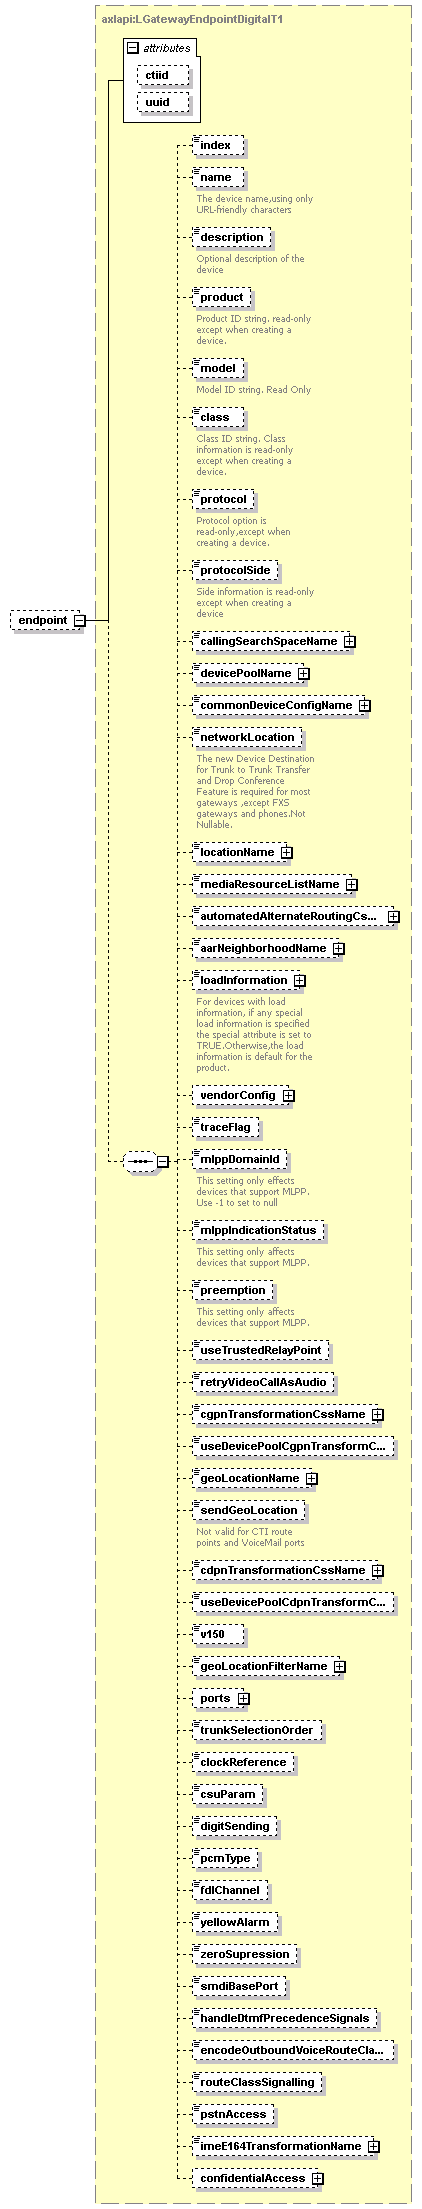 axlapi:LGatewayEndpointDigitalT1
attributes
ctiid
uuid
index
name
The device name,using only
URL-friendly characters
description
Optional description of the
device
product
Product ID string. read-only
except when creating a
device.
model
Model ID string. Read Only
class
Class ID string. Class
information is read-only
except when creating a
device.
protocol
Protocol option is
read-only,except when
creating a device.
protocolSide
Side information is read-only
except when creating a
device
endpoint
callingSearchSpaceName
devicePoolName
commonDeviceConfigName
networkLocation
The new Device Destination
for Trunk to Trunk Transfer
and Drop Conference
Feature is required for most
gateways ,except FXS
gateways and phones.Not
Nullable.
locationName
mediaResourceListName
automatedAlternateRoutingCs...
aarNeighborhoodName
loadInformation
For devices with load
information, if any special
load information is specified
the special attribute is set to
TRUE.Otherwise,the load
information is default for the
product.
vendorConfig
traceFlag
mlppDomainId
This setting only effects
devices that support MLPP.
Use -1 to set to null
mlppIndicationStatus
This setting only affects
devices that support MLPP.
preemption
This setting only affects
devices that support MLPP.
useTrustedRelayPoint
retryVideoCallAsAudio
cgpnTransformationCssName
useDevicePoolCgpnTransformC...
geoLocationName
sendGeoLocation
Not valid for CTI route
points and VoiceMail ports
cdpnTransformationCssName
useDevicePoolCdpnTransformC...
v150
geoLocationFilterName
ports
trunkSelectionOrder
clockReference
csuParam
digitSending
pcmType
fdlChannel
yellowAlarm
zeroSupression
smdiBasePort
handleDtmfPrecedenceSignals
encodeOutboundVoiceRouteCla...
routeClassSignalling
pstnAccess
imeE164TransformationName
confidentialAccess